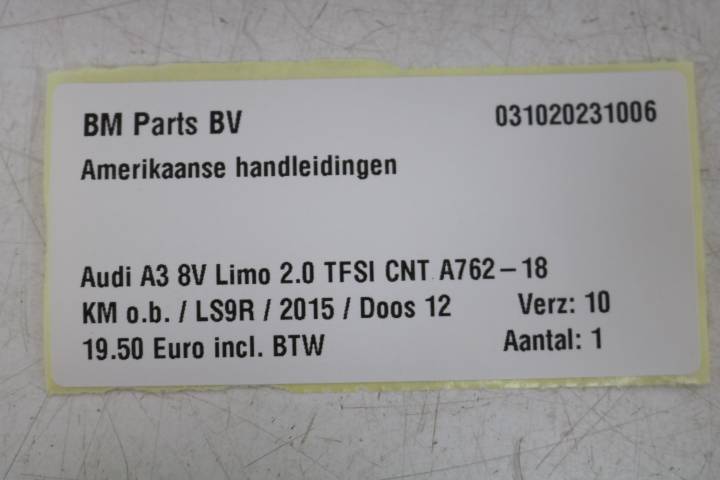 BM Parts BV 031020231006
Amerikaanse handleidingen
Audi A3 8V Limo 2.0 TFSI CNT A762-18
KM o.b. / LS9R / 2015 / Doos 12 Verz: 10
19.50 Euro incl. BTW Aantal: 1